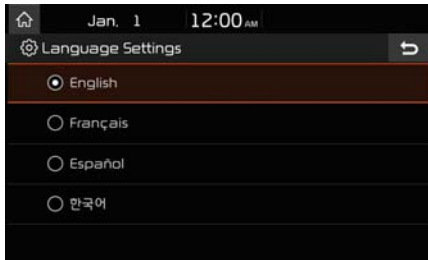 Jan. 1 12:00 AM
Language Settings
English
Français
Español
한국어